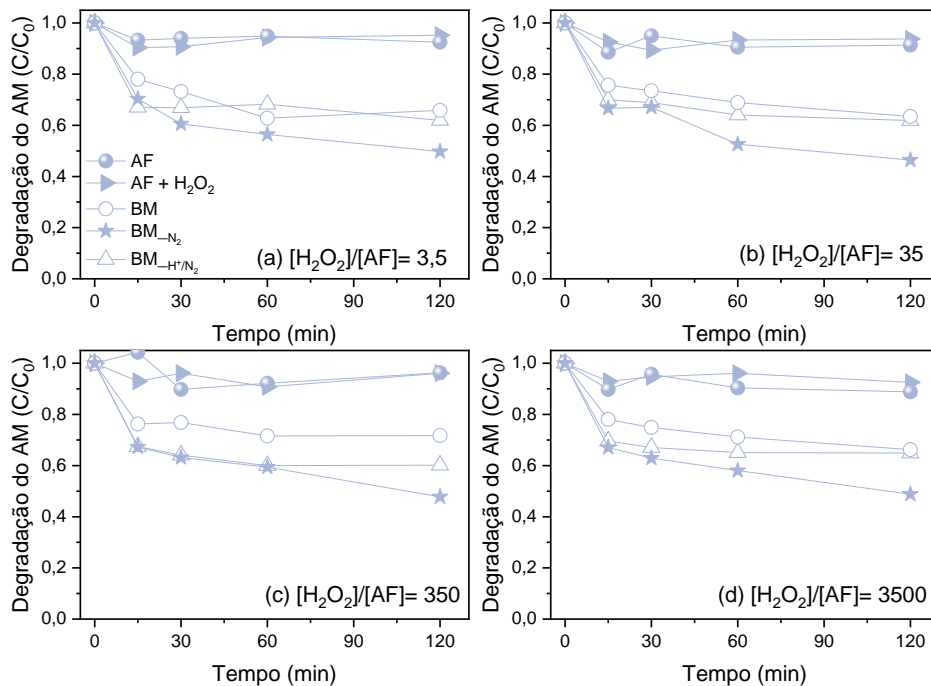 Degradação do AM (C/C₀)
1,0
0,8
0,6
0,4
0,2
0,0
AF
AF + H₂O₂
BM
BM_N₂
BM_H⁺/N₂
(a) [H₂O₂]/[AF]= 3,5
0 30 60 90 120
Tempo (min)
Degradação do AM (C/C₀)
1,0
0,8
0,6
0,4
0,2
0,0
(b) [H₂O₂]/[AF]= 35
0 30 60 90 120
Tempo (min)
Degradação do AM (C/C₀)
1,0
0,8
0,6
0,4
0,2
0,0
(c) [H₂O₂]/[AF]= 350
0 30 60 90 120
Tempo (min)
Degradação do AM (C/C₀)
1,0
0,8
0,6
0,4
0,2
0,0
(d) [H₂O₂]/[AF]= 3500
0 30 60 90 120
Tempo (min)